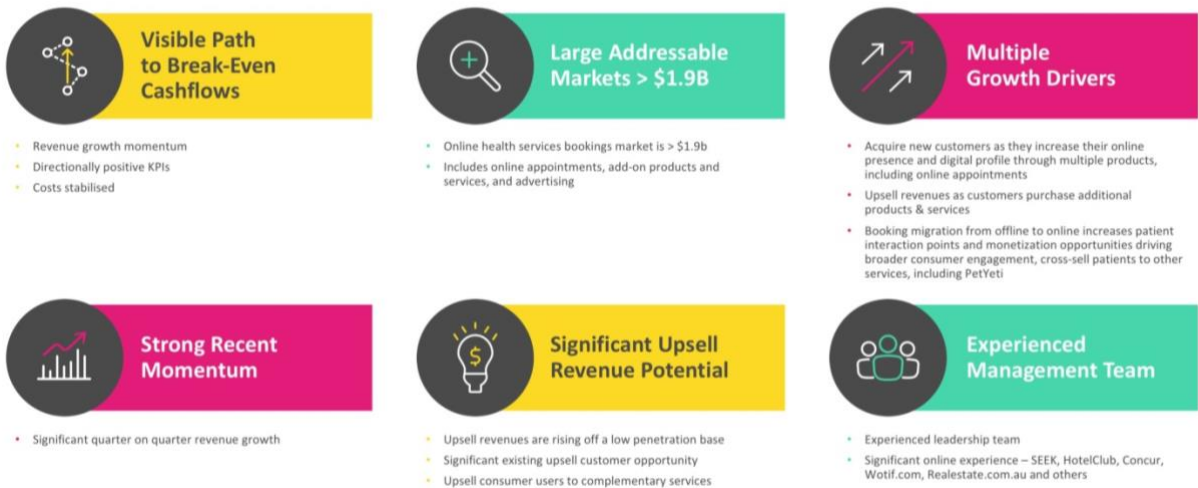 Visible Path
to Break-Even
Cashflows
• Revenue growth momentum
• Directionally positive KPIs
• Costs stabilised
Large Addressable
Markets > $1.9B
• Online health services bookings market is > $1.9b
• Includes online appointments, add-on products and
services, and advertising
Multiple
Growth Drivers
• Acquire new customers as they increase their online
presence and digital profile through multiple products,
including online appointments
• Upsell revenues as customers purchase additional
products & services
• Booking migration from offline to online increases patient
interaction points and monetization opportunities driving
broader consumer engagement, cross-sell patients to other
services, including PetYeti
Strong Recent
Momentum
• Significant quarter on quarter revenue growth
$
Significant Upsell
Revenue Potential
• Upsell revenues are rising off a low penetration base
• Significant existing upsell customer opportunity
• Upsell consumer users to complementary services
Experienced
Management Team
• Experienced leadership team
• Significant online experience – SEEK, HotelClub, Concur,
Wotif.com, Realestate.com.au and others